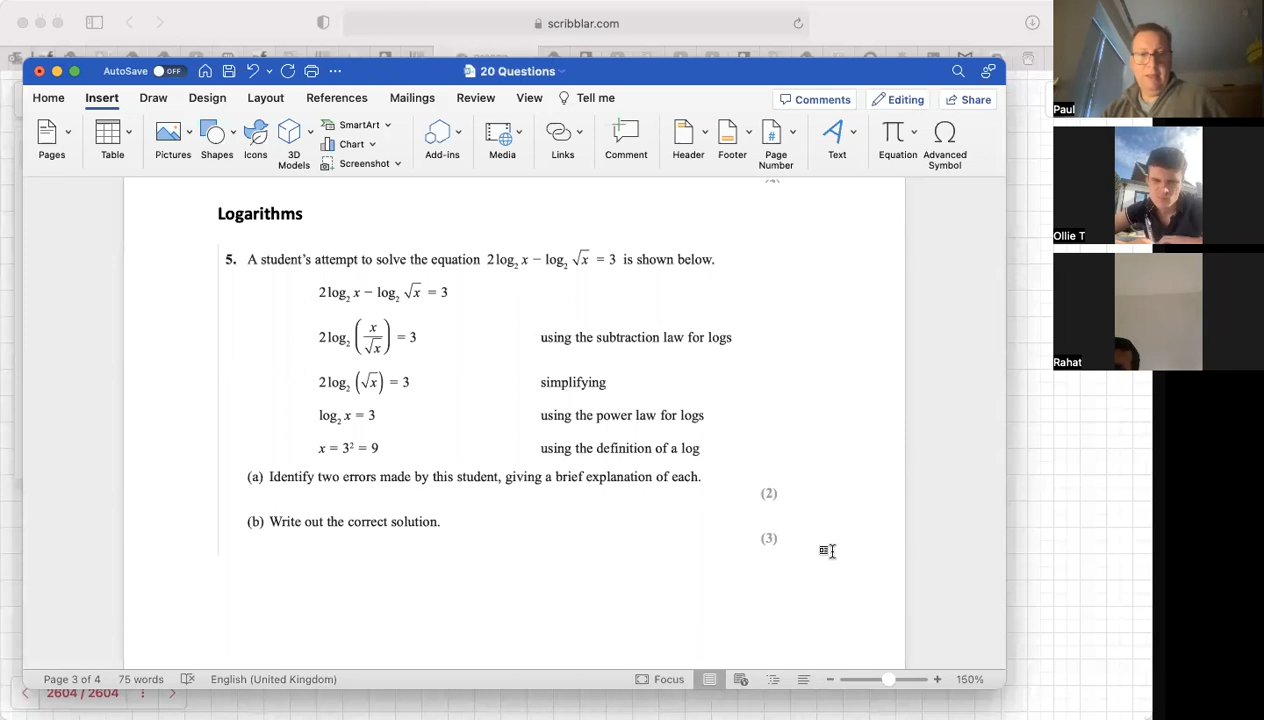 scribblar.com
AutoSave OFF
20 Questions
Home Insert Draw Design Layout References Mailings Review View Tell me
Comments Editing Share
Pages Table Pictures Shapes Icons 3D Models SmartArt Chart Screenshot Add-ins Media Links Comment Header Footer Page Number Text Equation Advanced Symbol
Logarithms
5. A student's attempt to solve the equation 2log₂ x − log₂ √x = 3 is shown below.
2log₂ x − log₂ √x = 3
2log₂ (x/√x) = 3 using the subtraction law for logs
2log₂ (√x) = 3 simplifying
log₂ x = 3 using the power law for logs
x = 3² = 9 using the definition of a log
(a) Identify two errors made by this student, giving a brief explanation of each.
(2)
(b) Write out the correct solution.
(3)
Page 3 of 4 75 words English (United Kingdom) Focus 150%
2604 / 2604
Paul
Ollie T
Rahat